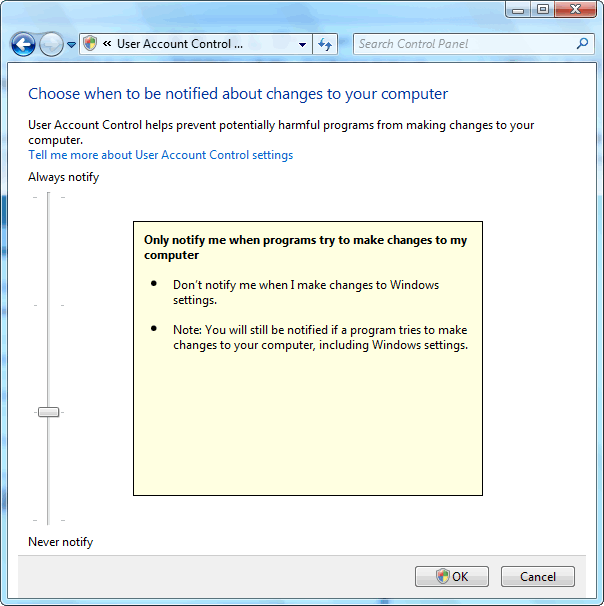 « User Account Control ...
Search Control Panel
Choose when to be notified about changes to your computer
User Account Control helps prevent potentially harmful programs from making changes to your
computer.
Tell me more about User Account Control settings
Always notify
Only notify me when programs try to make changes to my
computer
• Don't notify me when I make changes to Windows
settings.
• Note: You will still be notified if a program tries to make
changes to your computer, including Windows settings.
Never notify
OK
Cancel